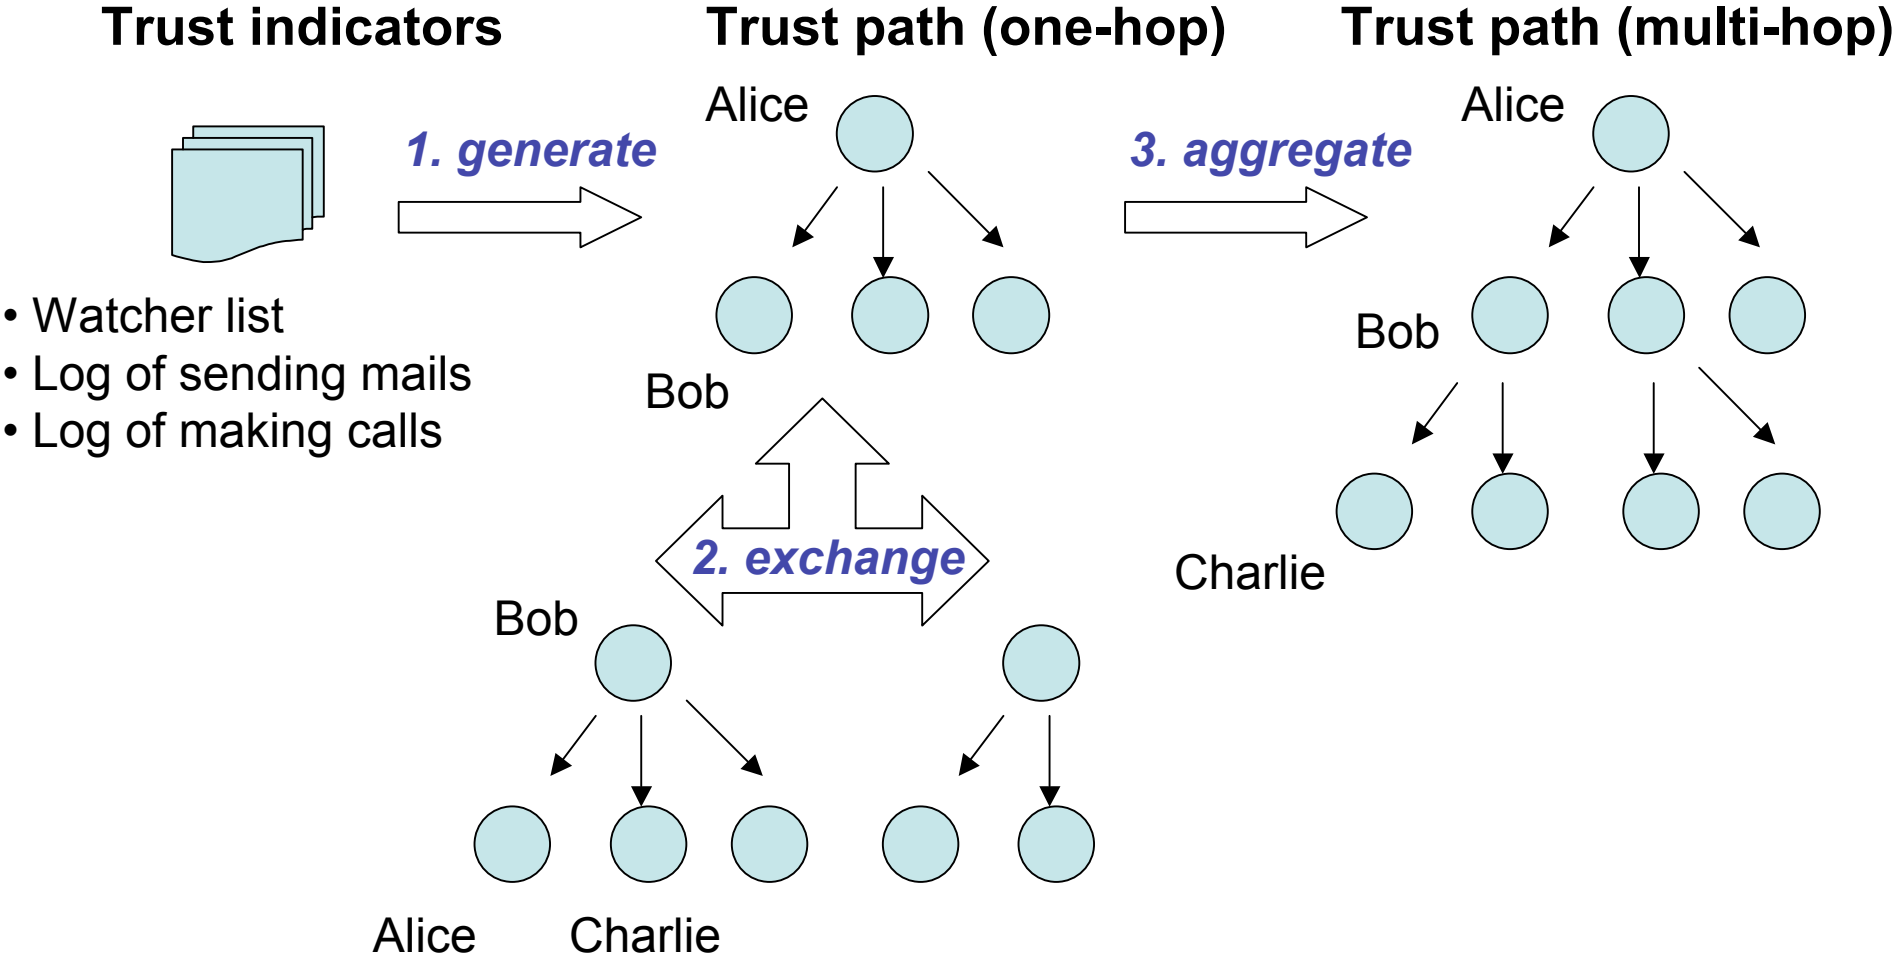 Trust indicators
Trust path (one-hop)
Trust path (multi-hop)
Alice
Alice
1. generate
3. aggregate
• Watcher list
• Log of sending mails
• Log of making calls
Bob
Bob
2. exchange
Charlie
Bob
Alice
Charlie